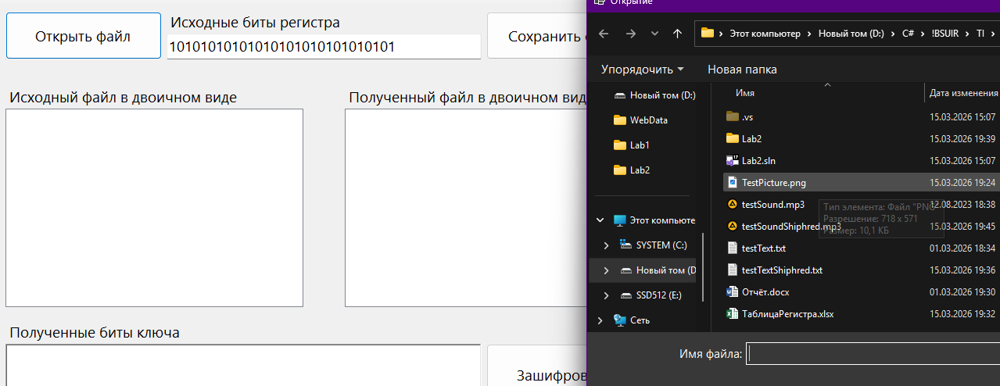 Открыть файл
Исходные биты регистра
10101010101010101010101010101
Сохранить
Исходный файл в двоичном виде
Полученный файл в двоичном вид
Полученные биты ключа
Зашифров
Открытие
Этот компьютер > Новый том (D:) > C# > !BSUIR > TI >
Упорядочить
Новая папка
Новый том (D:)
WebData
Lab1
Lab2
Этот компьюте
SYSTEM (C:)
Новый том (D
SSD512 (E:)
Сеть
Имя
Дата изменения
.vs 15.03.2026 15:07
Lab2 15.03.2026 19:39
Lab2.sln 15.03.2026 15:07
TestPicture.png 15.03.2026 19:24
testSound.mp3 12.08.2023 18:38
testSoundShiphred.mp3 15.03.2026 19:45
testText.txt 01.03.2026 18:34
testTextShiphred.txt 15.03.2026 19:36
Отчёт.docx 01.03.2026 19:30
ТаблицаРегистра.xlsx 15.03.2026 19:32
Тип элемента: Файл "PNG"
Разрешение: 718 x 571
Размер: 10,1 КБ
Имя файла: